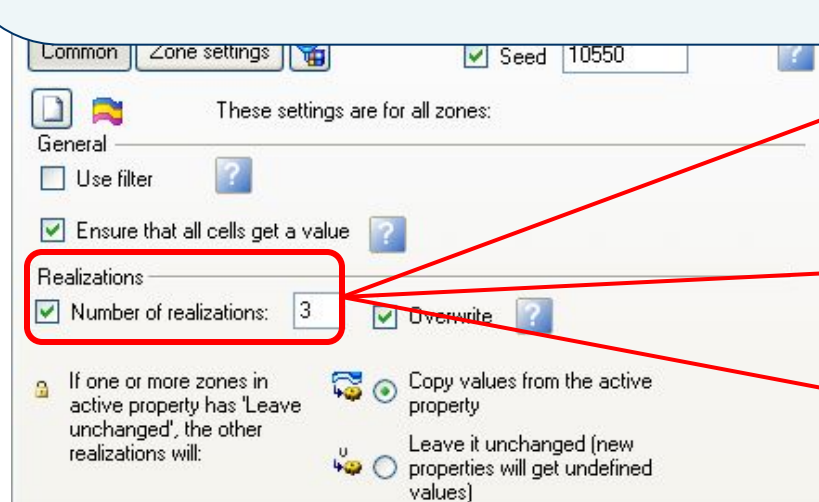 Common Zone settings Seed 10550 ?
These settings are for all zones:
General
Use filter ?
Ensure that all cells get a value ?
Realizations
Number of realizations: 3 Overwrite ?
If one or more zones in
active property has 'Leave
unchanged', the other
realizations will:
Copy values from the active
property
U
Leave it unchanged (new
properties will get undefined
values)